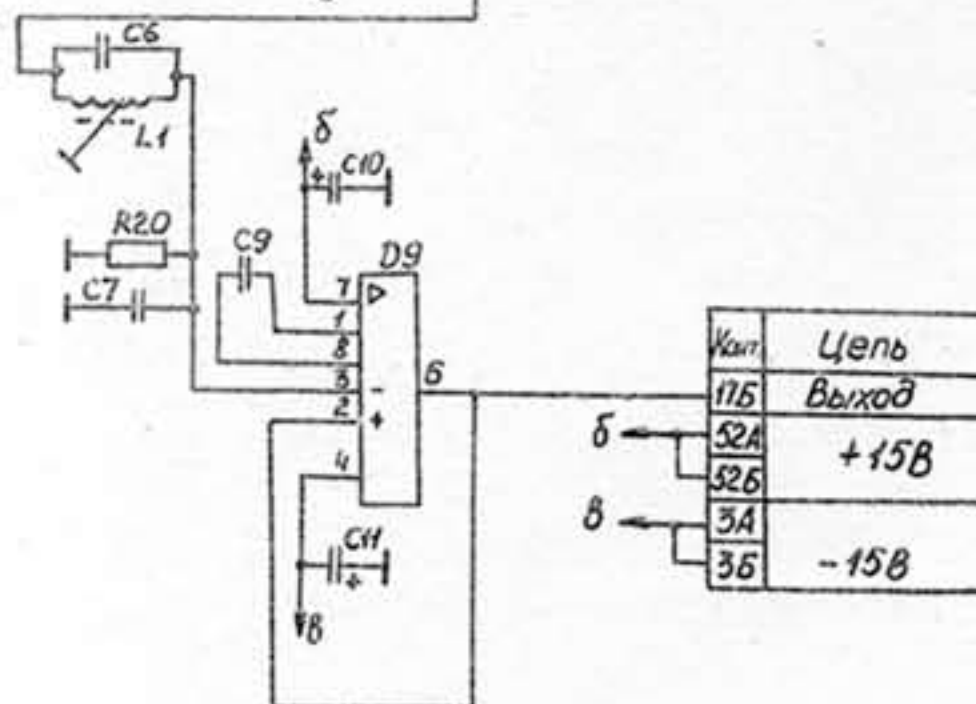 C6
L1
б
C10
+
R20
C9
D9
C7
7
1
8
3
-
2
+
6
4
C11
+
в
Конт. Цепь
17Б Выход
б 52А +15В
52Б
в 3А -15В
3Б